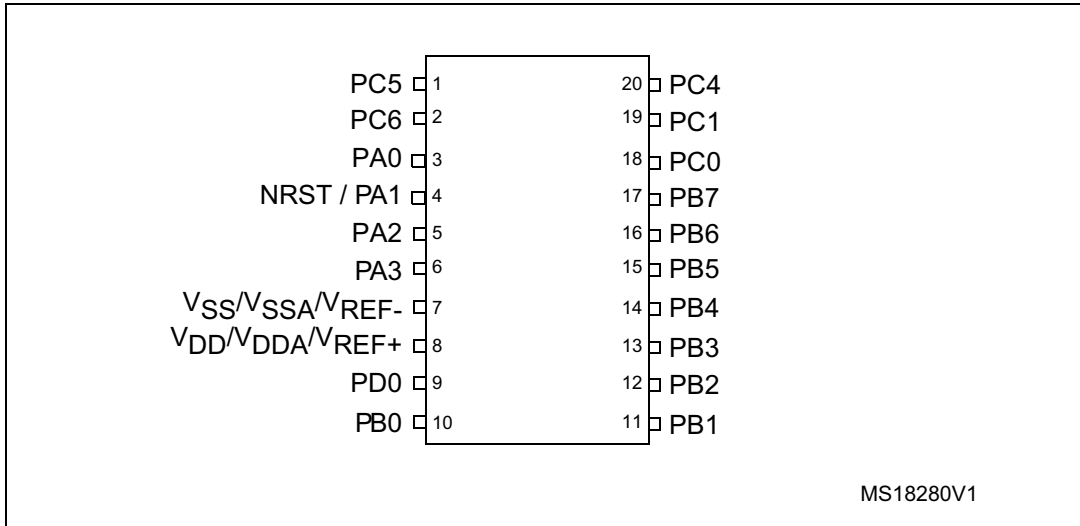 PC5 1 20 PC4
PC6 2 19 PC1
PA0 3 18 PC0
NRST / PA1 4 17 PB7
PA2 5 16 PB6
PA3 6 15 PB5
VSS/VSSA/VREF- 7 14 PB4
VDD/VDDA/VREF+ 8 13 PB3
PD0 9 12 PB2
PB0 10 11 PB1
MS18280V1